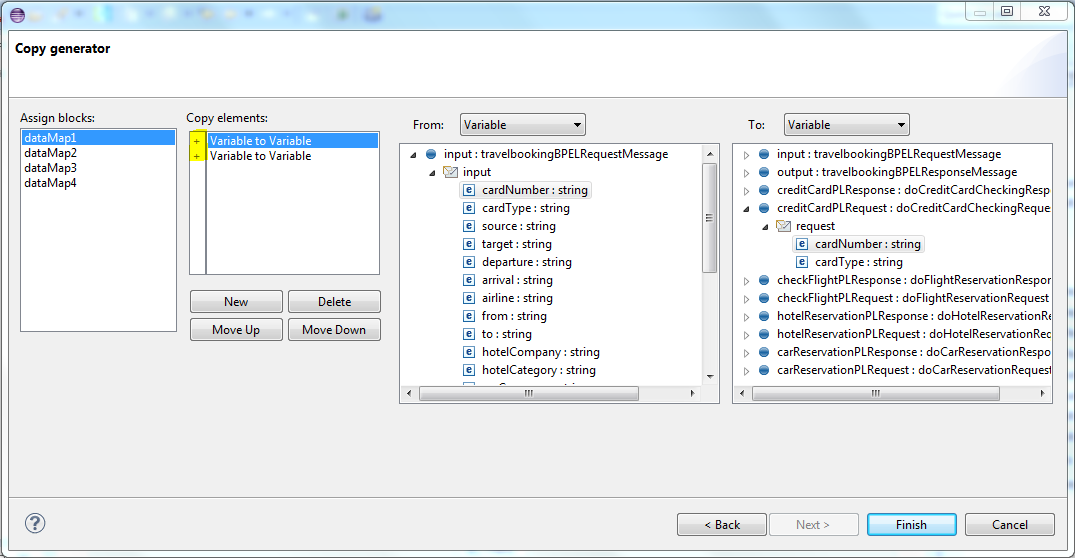 Copy generator
Assign blocks:
dataMap1
dataMap2
dataMap3
dataMap4
Copy elements:
+ Variable to Variable
+ Variable to Variable
New
Delete
Move Up
Move Down
From:
Variable
input : travelbookingBPELRequestMessage
input
e cardNumber : string
e cardType : string
e source : string
e target : string
e departure : string
e arrival : string
e airline : string
e from : string
e to : string
e hotelCompany : string
e hotelCategory : string
To:
Variable
input : travelbookingBPELRequestMessage
output : travelbookingBPELResponseMessage
creditCardPLResponse : doCreditCardCheckingResp
creditCardPLRequest : doCreditCardCheckingReque
request
e cardNumber : string
e cardType : string
checkFlightPLResponse : doFlightReservationRespor
checkFlightPLRequest : doFlightReservationRequest
hotelReservationPLResponse : doHotelReservationRe
hotelReservationPLRequest : doHotelReservationRec
carReservationPLResponse : doCarReservationRespo
carReservationPLRequest : doCarReservationRequest
?
< Back
Next >
Finish
Cancel